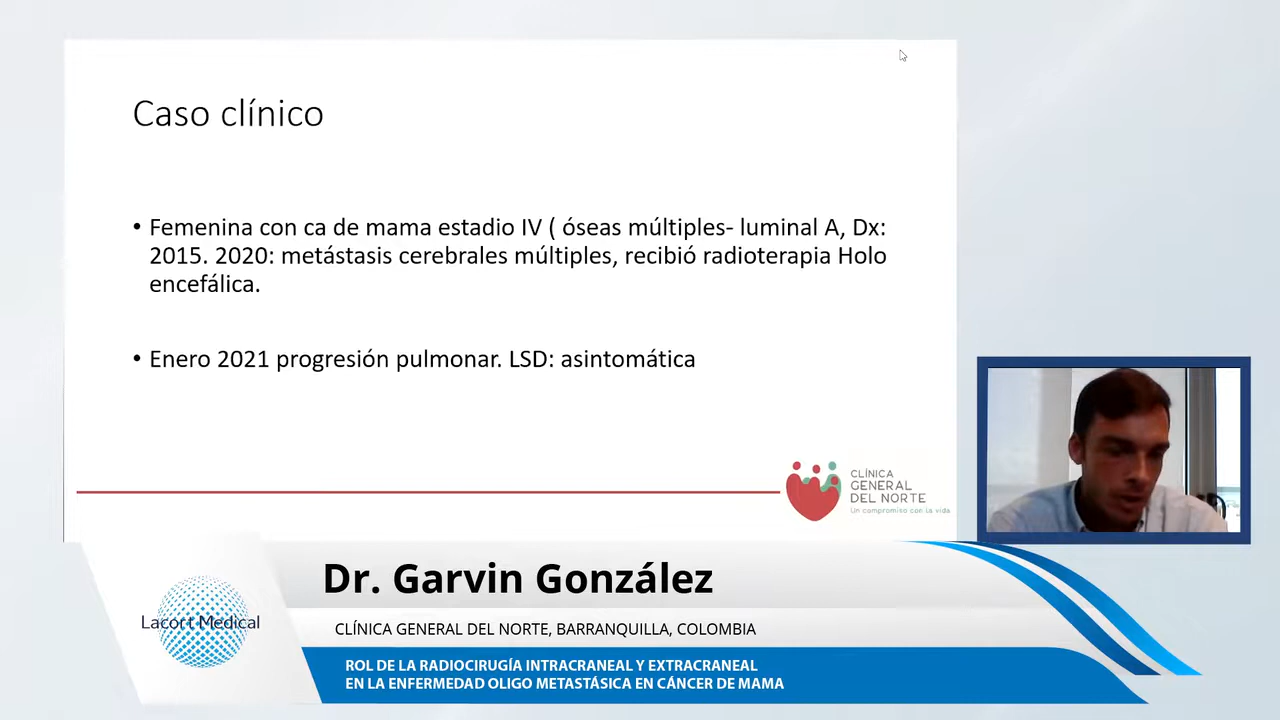 Caso clínico
• Femenina con ca de mama estadio IV ( óseas múltiples- luminal A, Dx:
2015. 2020: metástasis cerebrales múltiples, recibió radioterapia Holo
encefálica.
• Enero 2021 progresión pulmonar. LSD: asintomática
CLÍNICA
GENERAL
DEL NORTE
Un compromiso con la vida
Dr. Garvin González
Lacort Medical
CLÍNICA GENERAL DEL NORTE, BARRANQUILLA, COLOMBIA
ROL DE LA RADIOCIRUGÍA INTRACRANEAL Y EXTRACRANEAL
EN LA ENFERMEDAD OLIGO METASTÁSICA EN CÁNCER DE MAMA